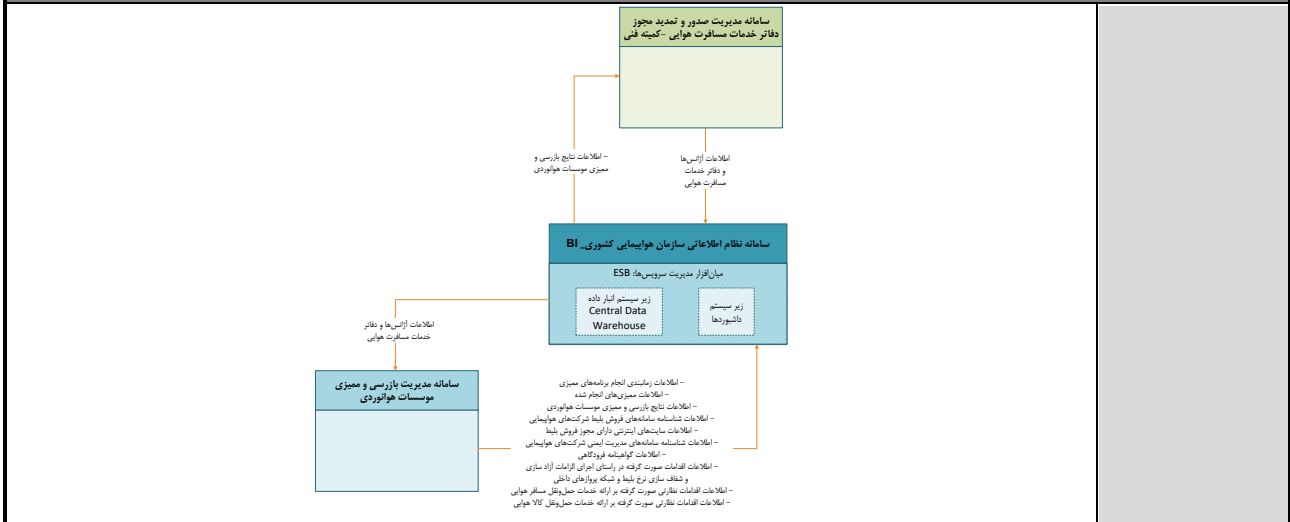 سامانه مدیریت صدور و تمدید مجوز
دفاتر خدمات مسافرت هوایی -کمیته فنی
- اطلاعات نتایج بازرسی و
ممیزی موسسات هوانوردی
اطلاعات آژانس‌ها
و دفاتر خدمات
مسافرت هوایی
سامانه نظام اطلاعاتی سازمان هواپیمایی کشوری_ BI
میان‌افزار مدیریت سرویس‌ها: ESB
زیر سیستم انبار داده
Central Data
Warehouse
زیر سیستم
داشبوردها
اطلاعات آژانس‌ها و دفاتر
خدمات مسافرت هوایی
سامانه مدیریت بازرسی و ممیزی
موسسات هوانوردی
- اطلاعات زمانبندی انجام برنامه‌های ممیزی
- اطلاعات ممیزی‌های انجام شده
- اطلاعات نتایج بازرسی و ممیزی موسسات هوانوردی
- اطلاعات شناسنامه سامانه‌های فروش بلیط شرکت‌های هواپیمایی
- اطلاعات سایت‌های اینترنتی دارای مجوز فروش بلیط
- اطلاعات شناسنامه سامانه‌های مدیریت ایمنی شرکت‌های هواپیمایی
- اطلاعات گواهینامه فرودگاهی
- اطلاعات اقدامات صورت گرفته در راستای اجرای الزامات آزاد سازی
و شفاف سازی نرخ بلیط و شبکه پروازهای داخلی
- اطلاعات اقدامات نظارتی صورت گرفته بر ارائه خدمات حمل‌ونقل مسافر هوایی
- اطلاعات اقدامات نظارتی صورت گرفته بر ارائه خدمات حمل‌ونقل کالا هوایی